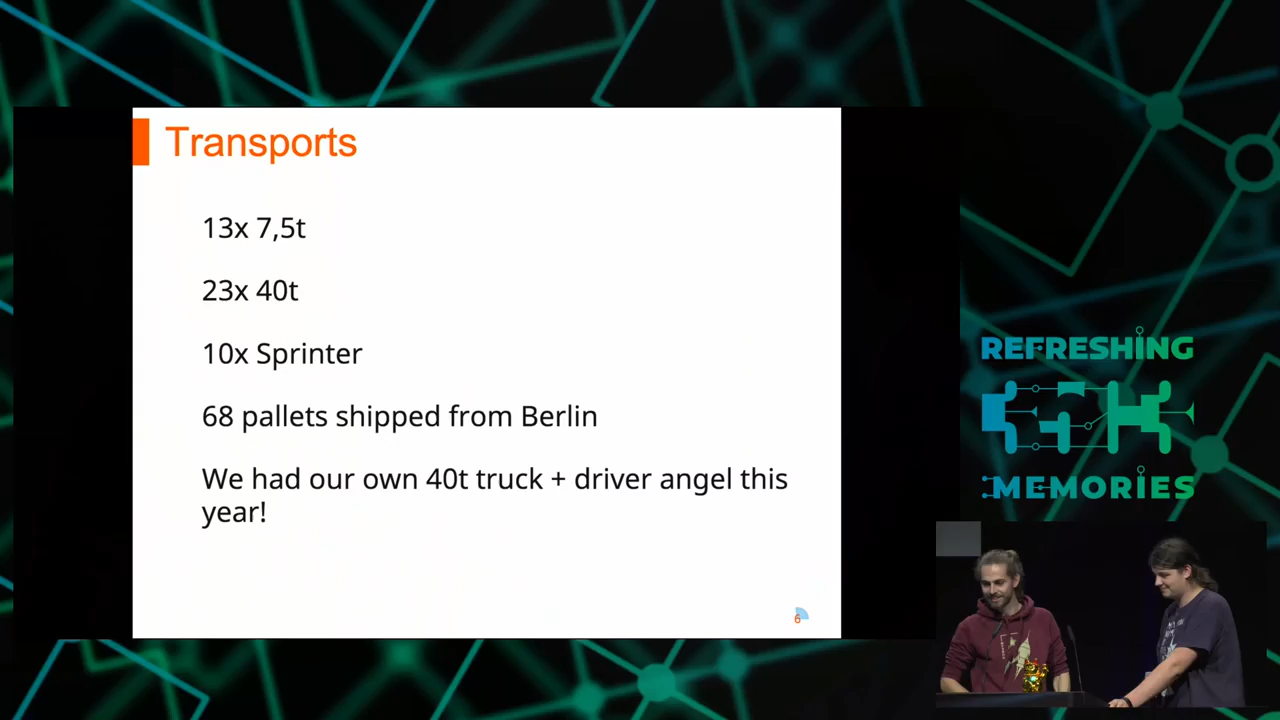 Transports
13x 7,5t
23x 40t
10x Sprinter
68 pallets shipped from Berlin
We had our own 40t truck + driver angel this
year!
6
REFRESHING
MEMORIES